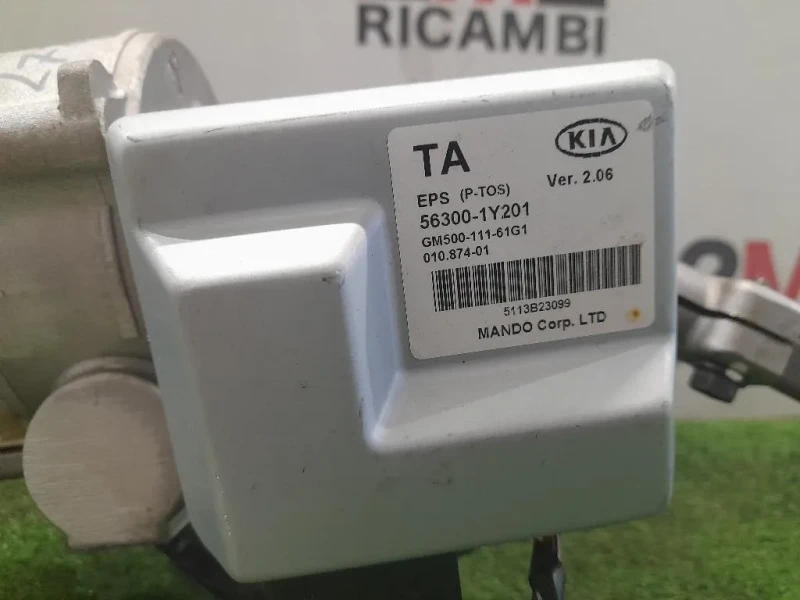 RICAMBI
TA
KIA
EPS (P-TOS)
Ver. 2.06
56300-1Y201
GM500-111-61G1
010.874-01
5113B23099
MANDO Corp. LTD